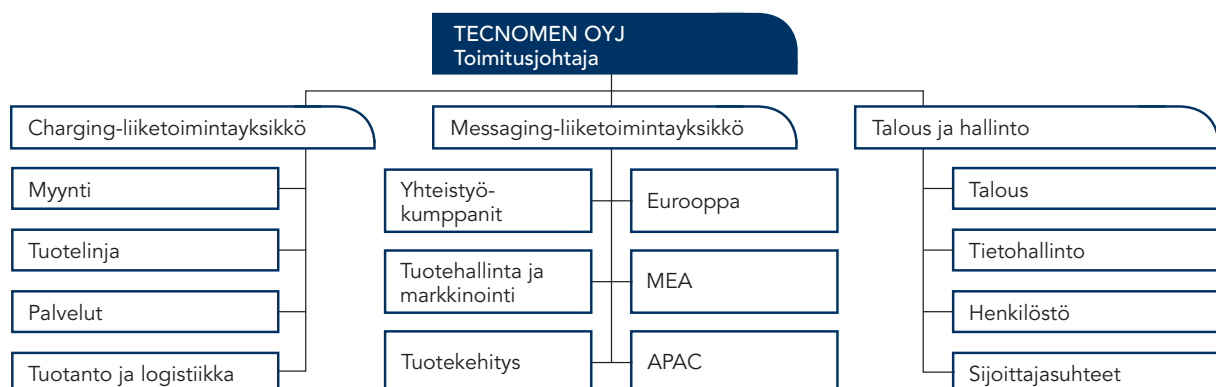 TECNOMEN OYJ
Toimitusjohtaja
Charging-liiketoimintayksikkö
Messaging-liiketoimintayksikkö
Talous ja hallinto
Myynti
Tuotelinja
Palvelut
Tuotanto ja logistiikka
Yhteistyö-
kumppanit
Tuotehallinta ja
markkinointi
Tuotekehitys
Eurooppa
MEA
APAC
Talous
Tietohallinto
Henkilöstö
Sijoittajasuhteet